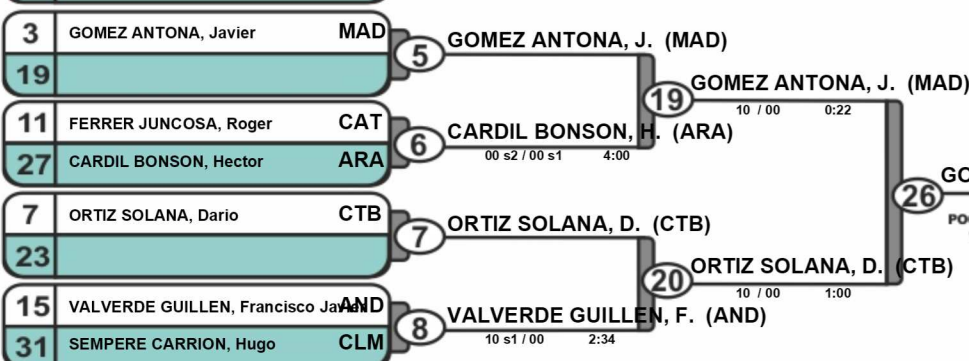 3 GOMEZ ANTONA, Javier MAD
19
5 GOMEZ ANTONA, J. (MAD)
11 FERRER JUNCOSA, Roger CAT
27 CARDIL BONSON, Hector ARA
6 CARDIL BONSON, H. (ARA)
00 s2 / 00 s1 4:00
19 GOMEZ ANTONA, J. (MAD)
10 / 00 0:22
7 ORTIZ SOLANA, Dario CTB
23
7 ORTIZ SOLANA, D. (CTB)
15 VALVERDE GUILLEN, Francisco AND
31 SEMPERE CARRION, Hugo CLM
8 VALVERDE GUILLEN, F. (AND)
10 s1 / 00 2:34
20 ORTIZ SOLANA, D. (CTB)
10 / 00 1:00
26